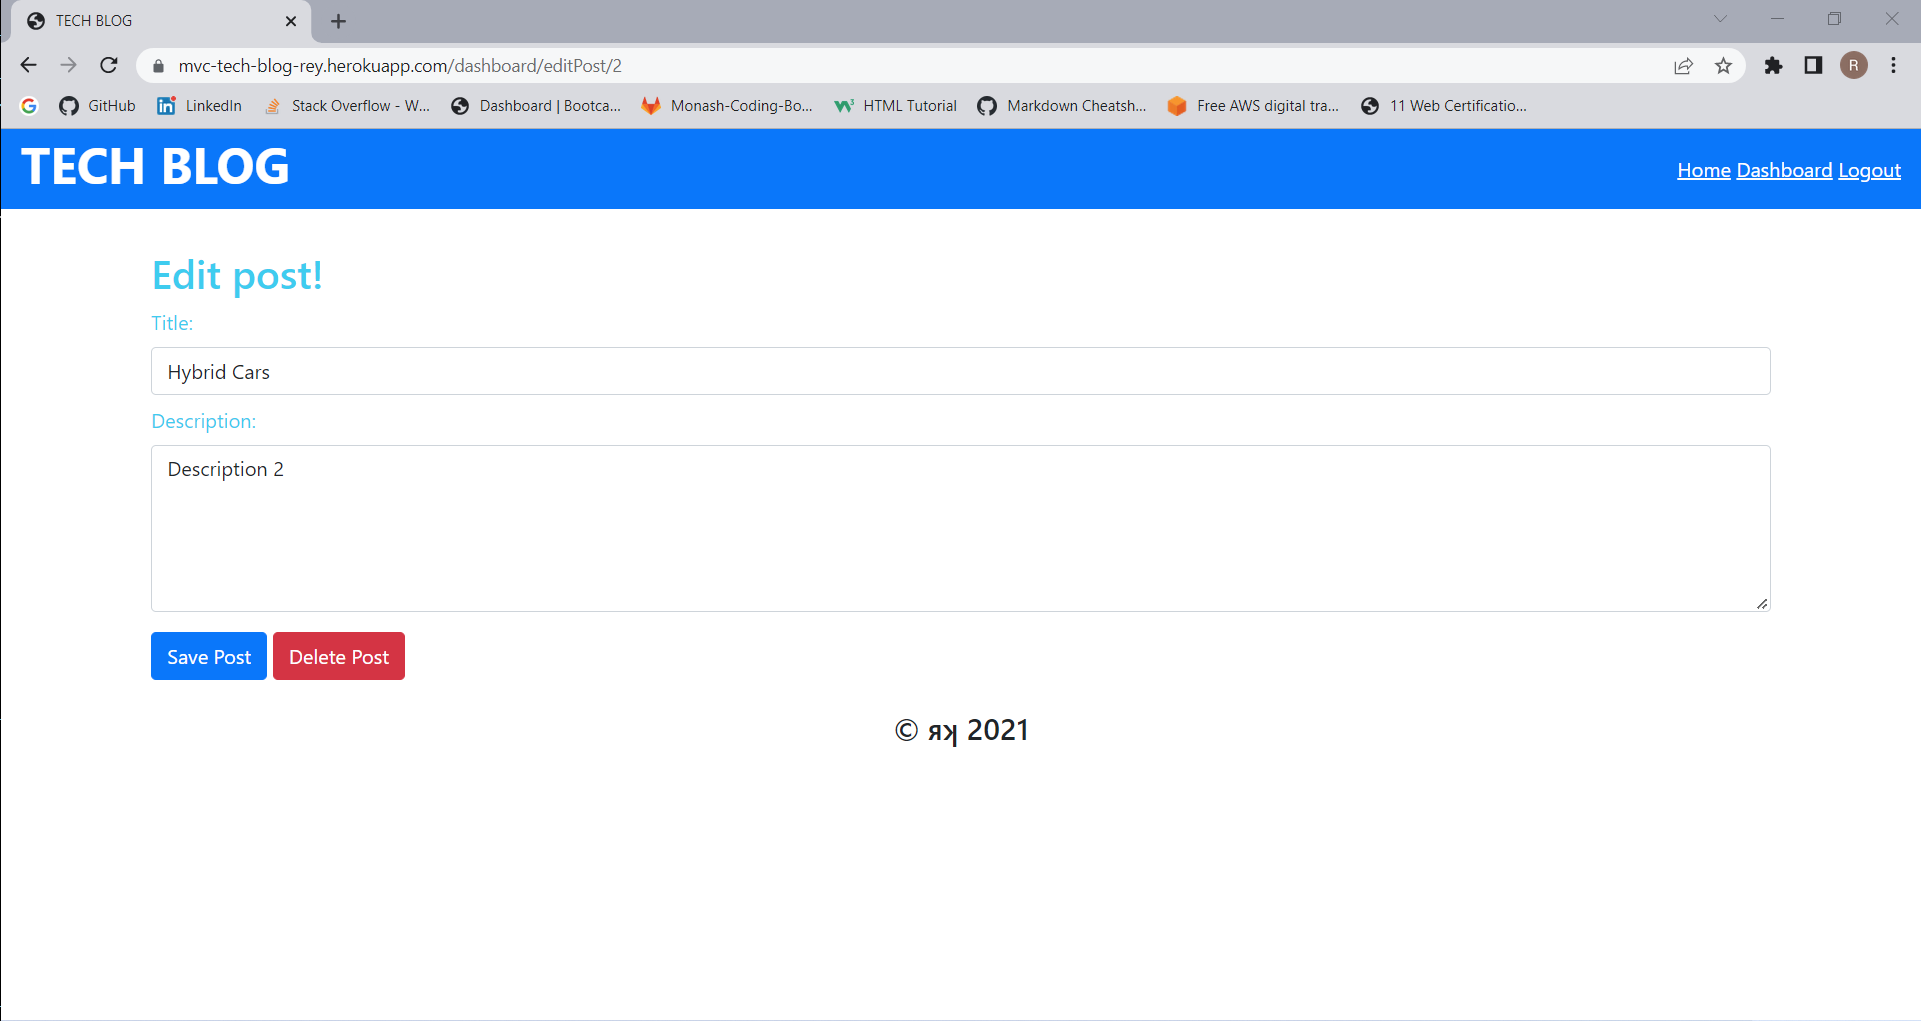 TECH BLOG
mvc-tech-blog-rey.herokuapp.com/dashboard/editPost/2
R
GitHub LinkedIn Stack Overflow - W... Dashboard | Bootca... Monash-Coding-Bo... HTML Tutorial Markdown Cheatsh... Free AWS digital tra... 11 Web Certificatio...
TECH BLOG
Home Dashboard Logout
Edit post!
Title:
Hybrid Cars
Description:
Description 2
Save Post Delete Post
© ʀʞ 2021